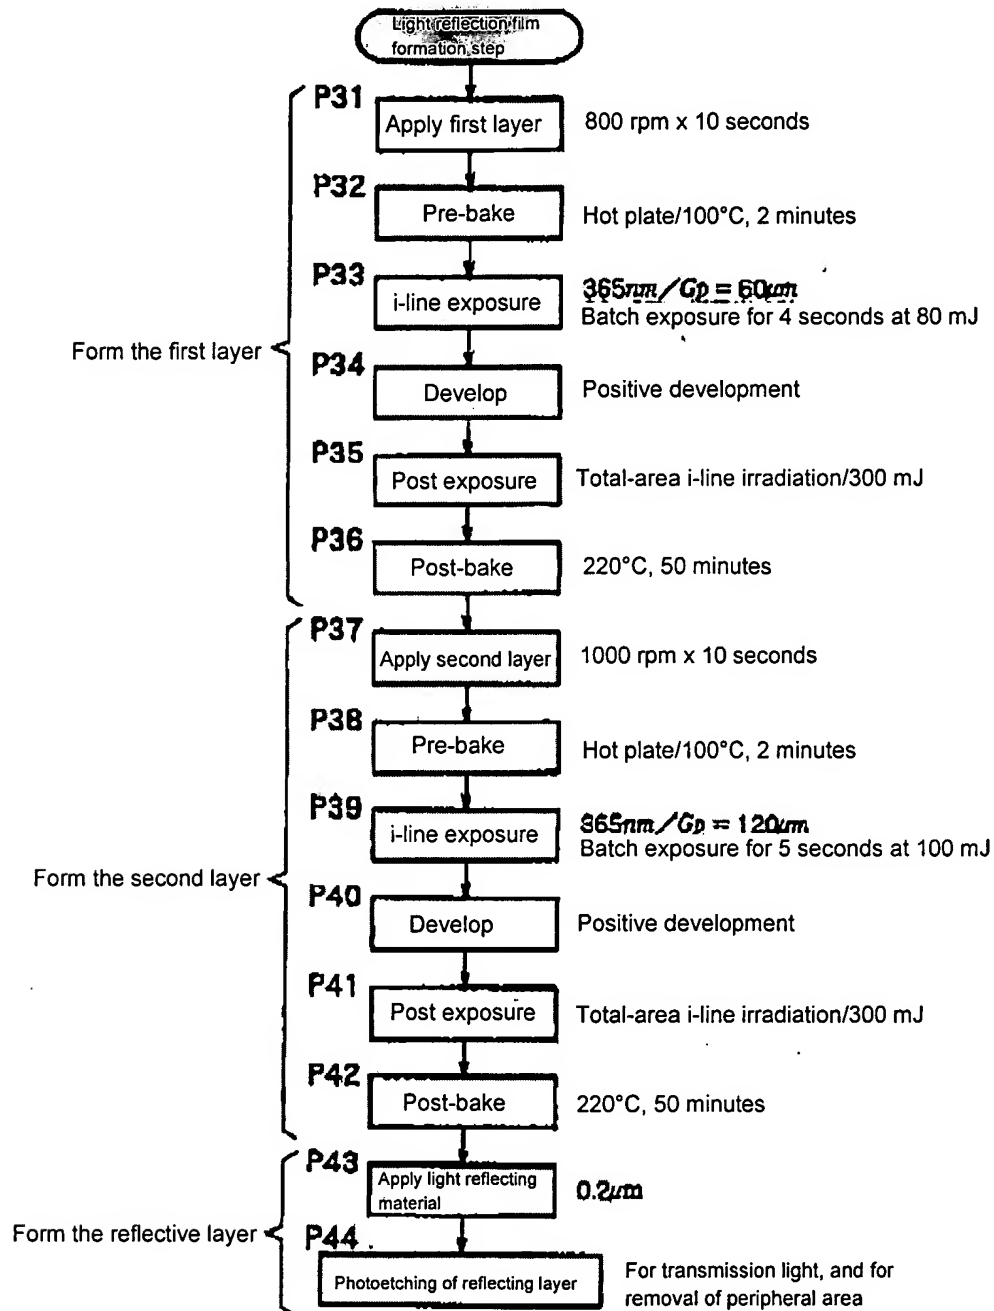 Light reflection film
formation step
P31
Apply first layer
800 rpm x 10 seconds
P32
Pre-bake
Hot plate/100°C, 2 minutes
P33
i-line exposure
365nm/Gp = 60μm
Batch exposure for 4 seconds at 80 mJ
Form the first layer
P34
Develop
Positive development
P35
Post exposure
Total-area i-line irradiation/300 mJ
P36
Post-bake
220°C, 50 minutes
P37
Apply second layer
1000 rpm x 10 seconds
P38
Pre-bake
Hot plate/100°C, 2 minutes
P39
i-line exposure
365nm/Gp = 120μm
Batch exposure for 5 seconds at 100 mJ
Form the second layer
P40
Develop
Positive development
P41
Post exposure
Total-area i-line irradiation/300 mJ
P42
Post-bake
220°C, 50 minutes
P43
Apply light reflecting
material
0.2μm
Form the reflective layer
P44
Photoetching of reflecting layer
For transmission light, and for
removal of peripheral area